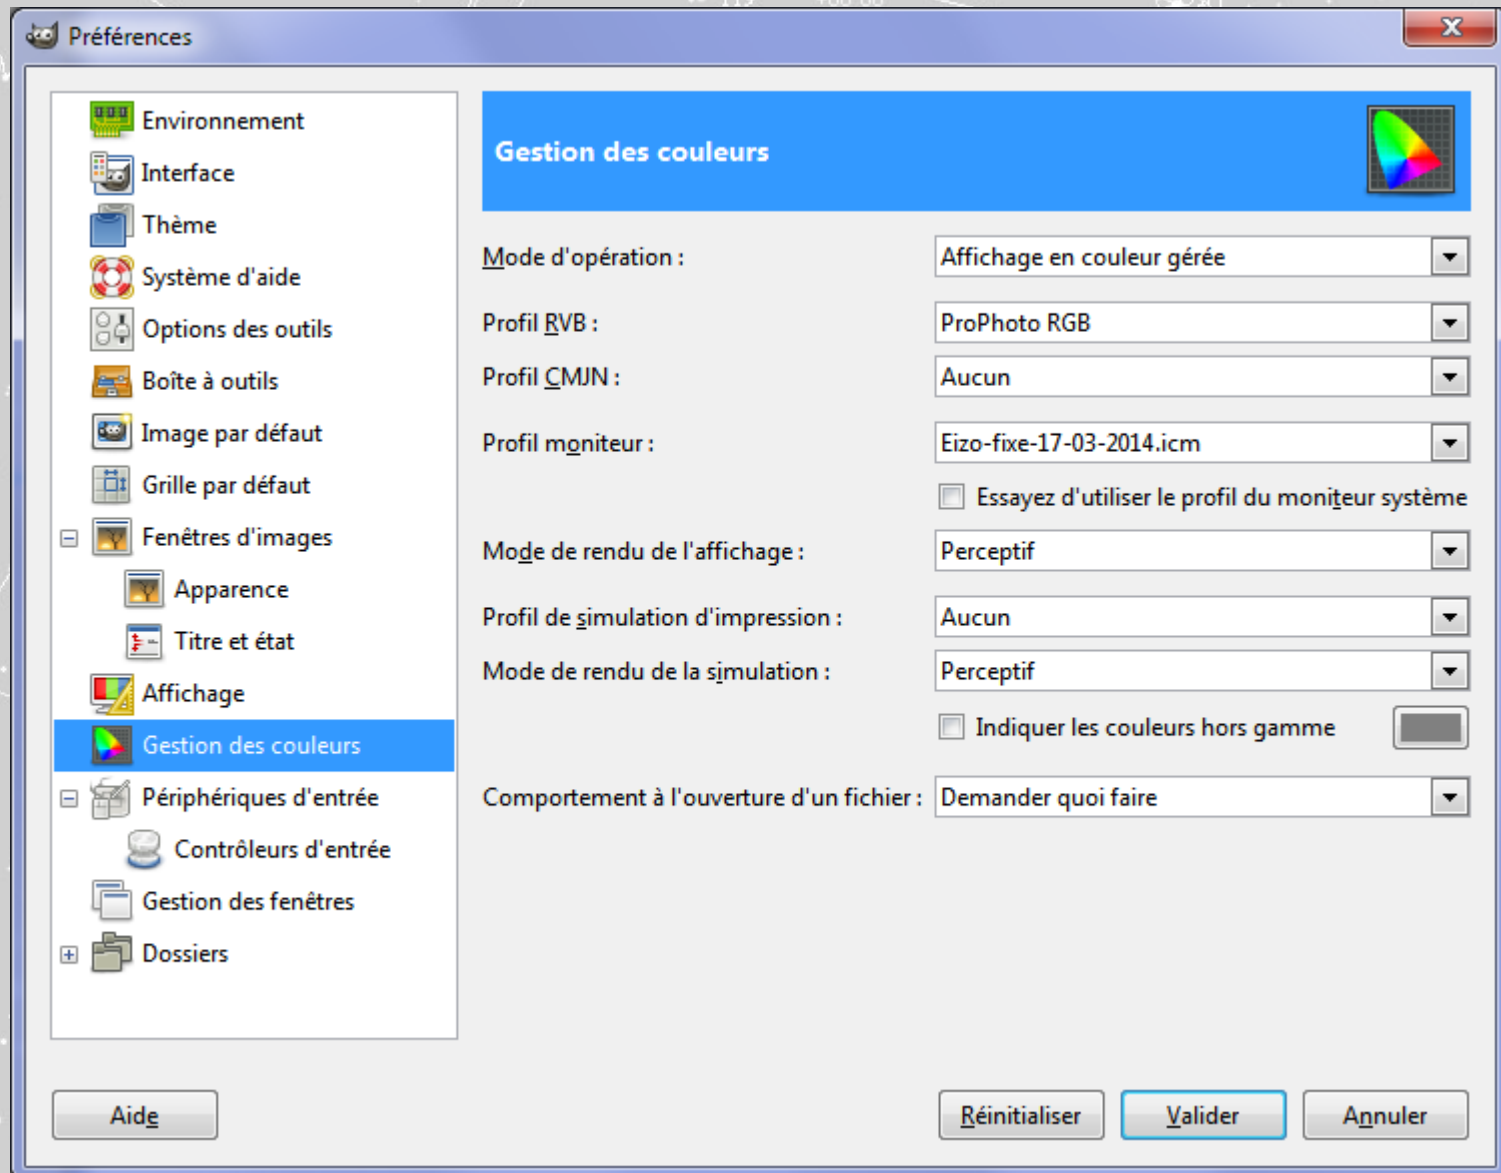 Préférences
Environnement
Interface
Thème
Système d'aide
Options des outils
Boîte à outils
Image par défaut
Grille par défaut
Fenêtres d'images
Apparence
Titre et état
Affichage
Gestion des couleurs
Périphériques d'entrée
Contrôleurs d'entrée
Gestion des fenêtres
Dossiers
Gestion des couleurs
Mode d'opération : Affichage en couleur gérée
Profil RVB : ProPhoto RGB
Profil CMJN : Aucun
Profil moniteur : Eizo-fixe-17-03-2014.icm
Essayez d'utiliser le profil du moniteur système
Mode de rendu de l'affichage : Perceptif
Profil de simulation d'impression : Aucun
Mode de rendu de la simulation : Perceptif
Indiquer les couleurs hors gamme
Comportement à l'ouverture d'un fichier : Demander quoi faire
Aide Réinitialiser Valider Annuler